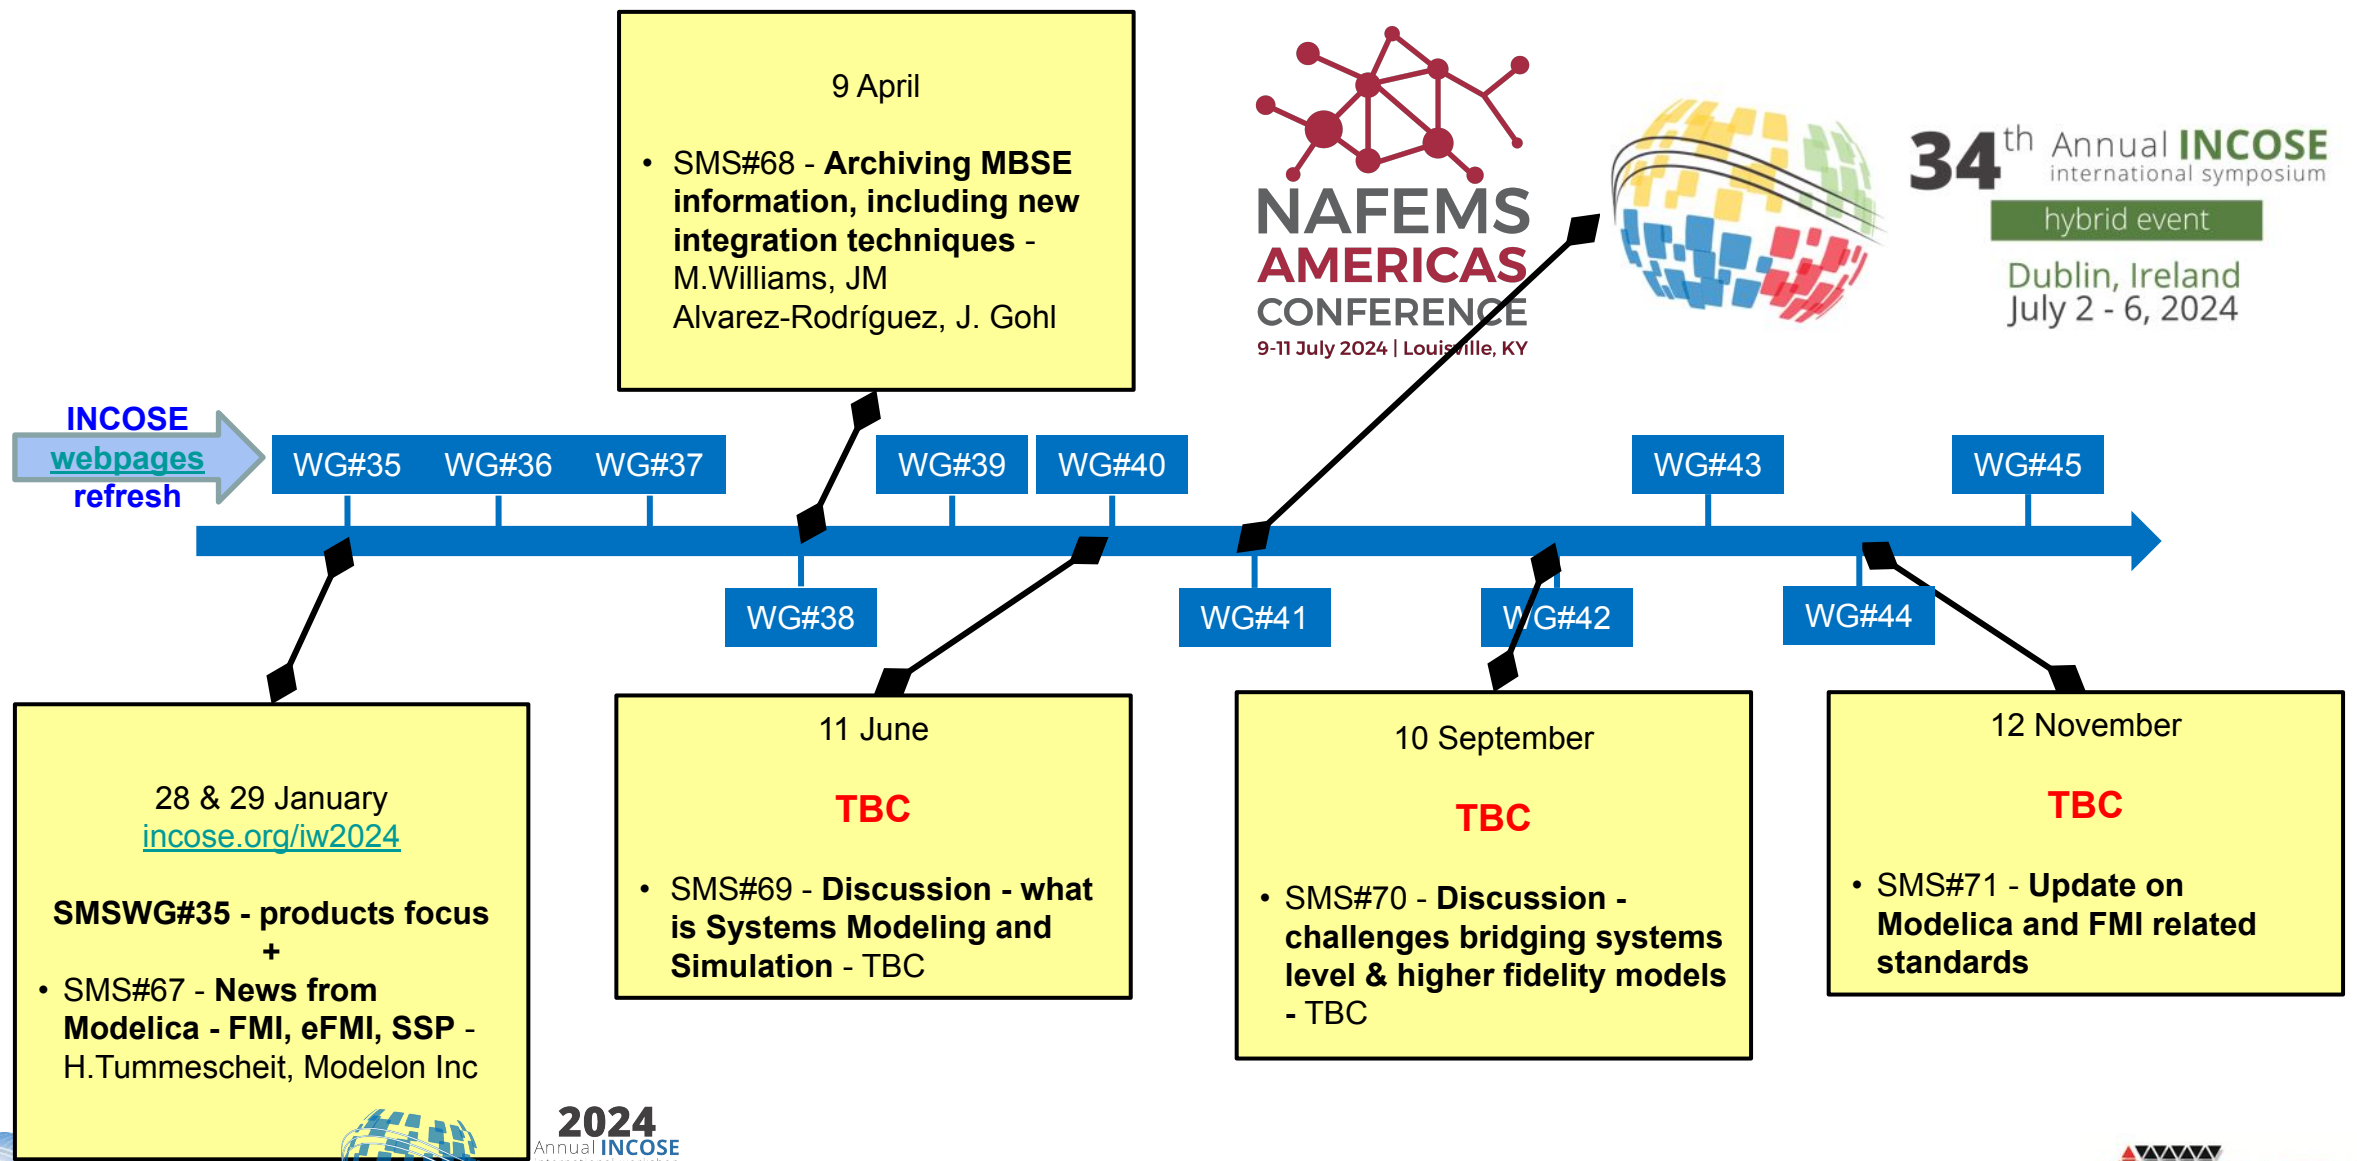 9 April
• SMS#68 - Archiving MBSE
information, including new
integration techniques -
M.Williams, JM
Alvarez-Rodríguez, J. Gohl
NAFEMS
AMERICAS
CONFERENCE
9-11 July 2024 | Louisville, KY
34th Annual INCOSE
international symposium
hybrid event
Dublin, Ireland
July 2 - 6, 2024
INCOSE
webpages
refresh
WG#35
WG#36
WG#37
WG#39
WG#40
WG#43
WG#45
WG#38
WG#41
WG#42
WG#44
28 & 29 January
incose.org/iw2024
SMSWG#35 - products focus
+
• SMS#67 - News from
Modelica - FMI, eFMI, SSP -
H.Tummescheit, Modelon Inc
11 June
TBC
• SMS#69 - Discussion - what
is Systems Modeling and
Simulation - TBC
10 September
TBC
• SMS#70 - Discussion -
challenges bridging systems
level & higher fidelity models
- TBC
12 November
TBC
• SMS#71 - Update on
Modelica and FMI related
standards
2024
Annual INCOSE